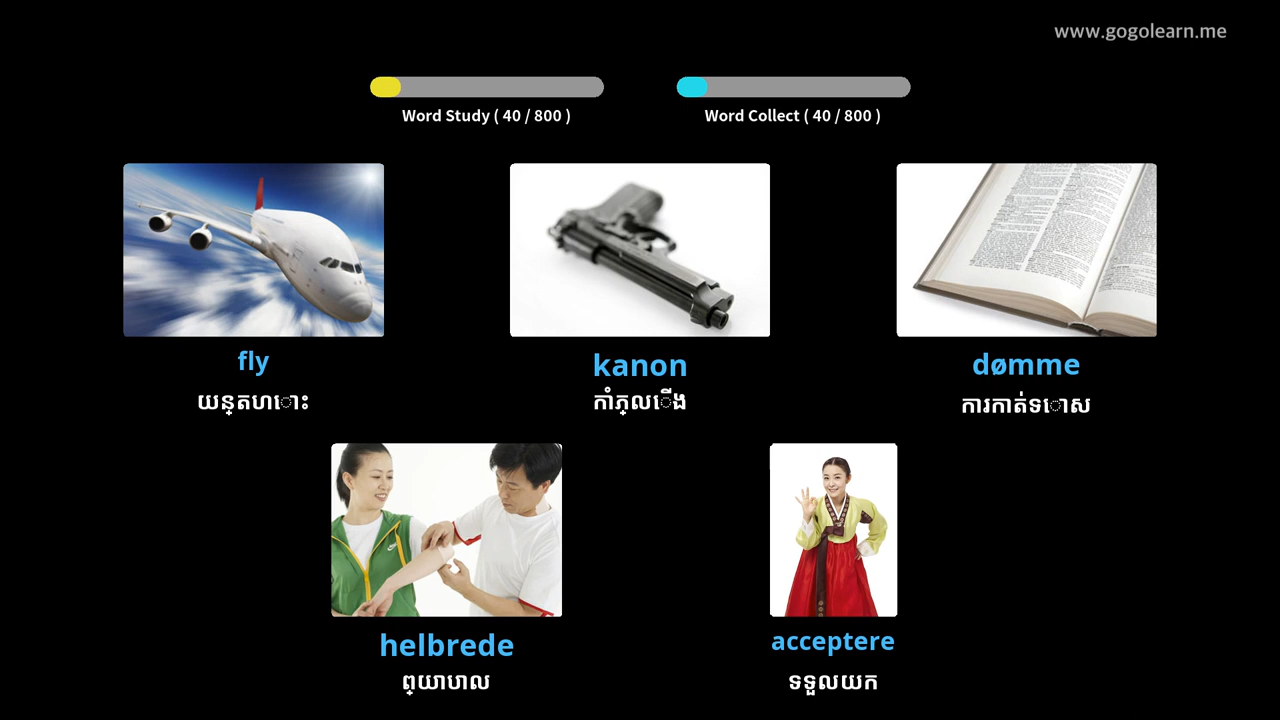 www.gogolearn.me
Word Study ( 40 / 800 )
Word Collect ( 40 / 800 )
fly
យន្តហោះ
kanon
កាំភ្លើង
dømme
ការកាត់ទោស
helbrede
ព្យាបាល
acceptere
ទទួលយក